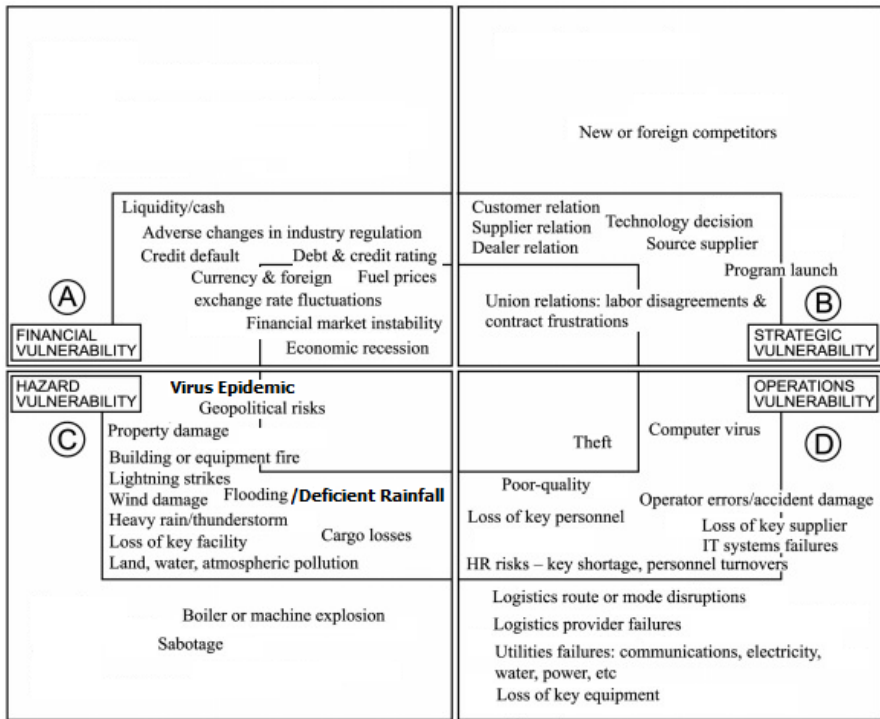 New or foreign competitors
Liquidity/cash
Adverse changes in industry regulation
Credit default
Debt & credit rating
Currency & foreign
exchange rate fluctuations
Fuel prices
Financial market instability
Economic recession
A
FINANCIAL
VULNERABILITY
Customer relation
Supplier relation
Dealer relation
Technology decision
Source supplier
Program launch
Union relations: labor disagreements &
contract frustrations
B
STRATEGIC
VULNERABILITY
HAZARD
VULNERABILITY
C
Virus Epidemic
Geopolitical risks
Property damage
Building or equipment fire
Lightning strikes
Wind damage
Flooding /Deficient Rainfall
Heavy rain/thunderstorm
Loss of key facility
Cargo losses
Land, water, atmospheric pollution
Boiler or machine explosion
Sabotage
OPERATIONS
VULNERABILITY
D
Computer virus
Theft
Poor-quality
Operator errors/accident damage
Loss of key personnel
Loss of key supplier
IT systems failures
HR risks – key shortage, personnel turnovers
Logistics route or mode disruptions
Logistics provider failures
Utilities failures: communications, electricity,
water, power, etc
Loss of key equipment